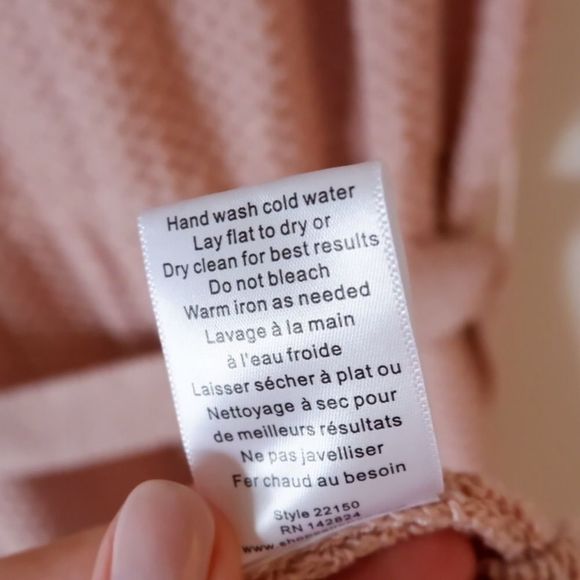 Hand wash cold water
Lay flat to dry or
Dry clean for best results
Do not bleach
Warm iron as needed
Lavage à la main
à l'eau froide
Laisser sécher à plat ou
Nettoyage à sec pour
de meilleurs résultats
Ne pas javelliser
Fer chaud au besoin
Style 22150
RN 142824